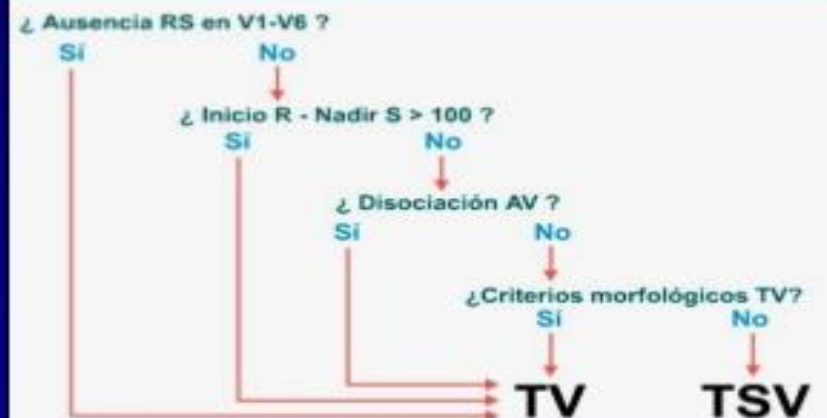 ¿ Ausencia RS en V1-V6 ?
Sí No
¿ Inicio R - Nadir S > 100 ?
Sí No
¿ Disociación AV ?
Sí No
¿Criterios morfológicos TV?
Sí No
TV TSV